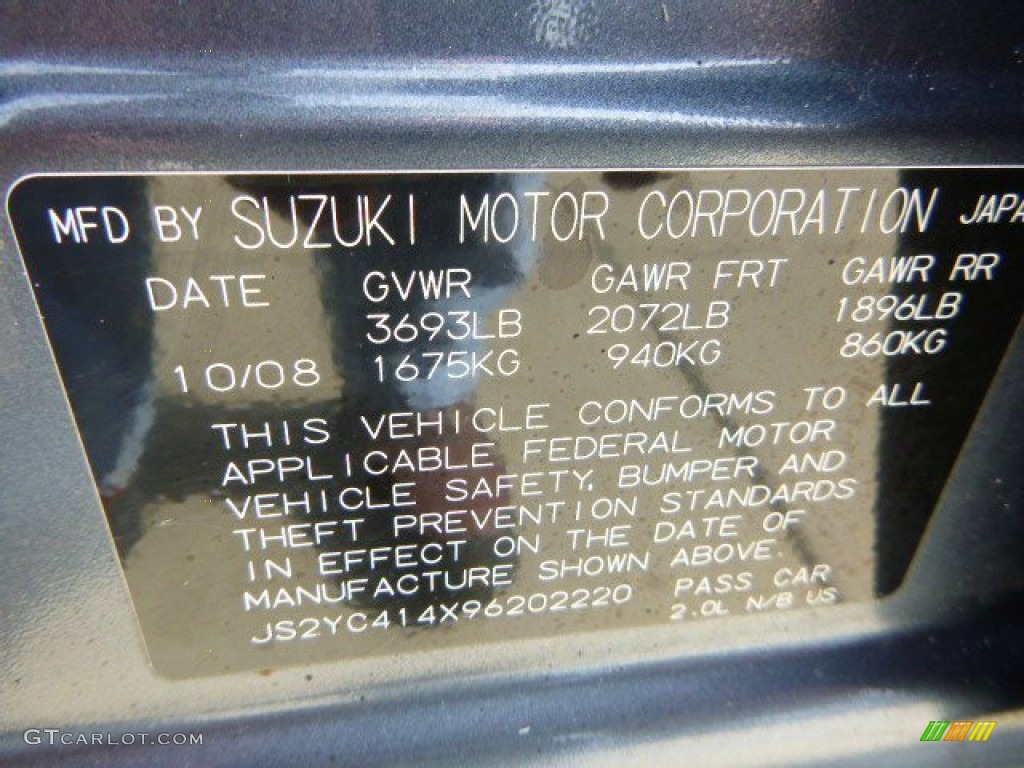 MFD BY SUZUKI MOTOR CORPORATION JAPA
DATE GVWR GAWR FRT GAWR RR
3693LB 2072LB 1896LB
10/08 1675KG 940KG 860KG
THIS VEHICLE CONFORMS TO ALL
APPLICABLE FEDERAL MOTOR
VEHICLE SAFETY, BUMPER AND
THEFT PREVENTION STANDARDS
IN EFFECT ON THE DATE OF
MANUFACTURE SHOWN ABOVE.
JS2YC414X96202220 PASS CAR
2.0L N/B US
GTCARLOT.COM